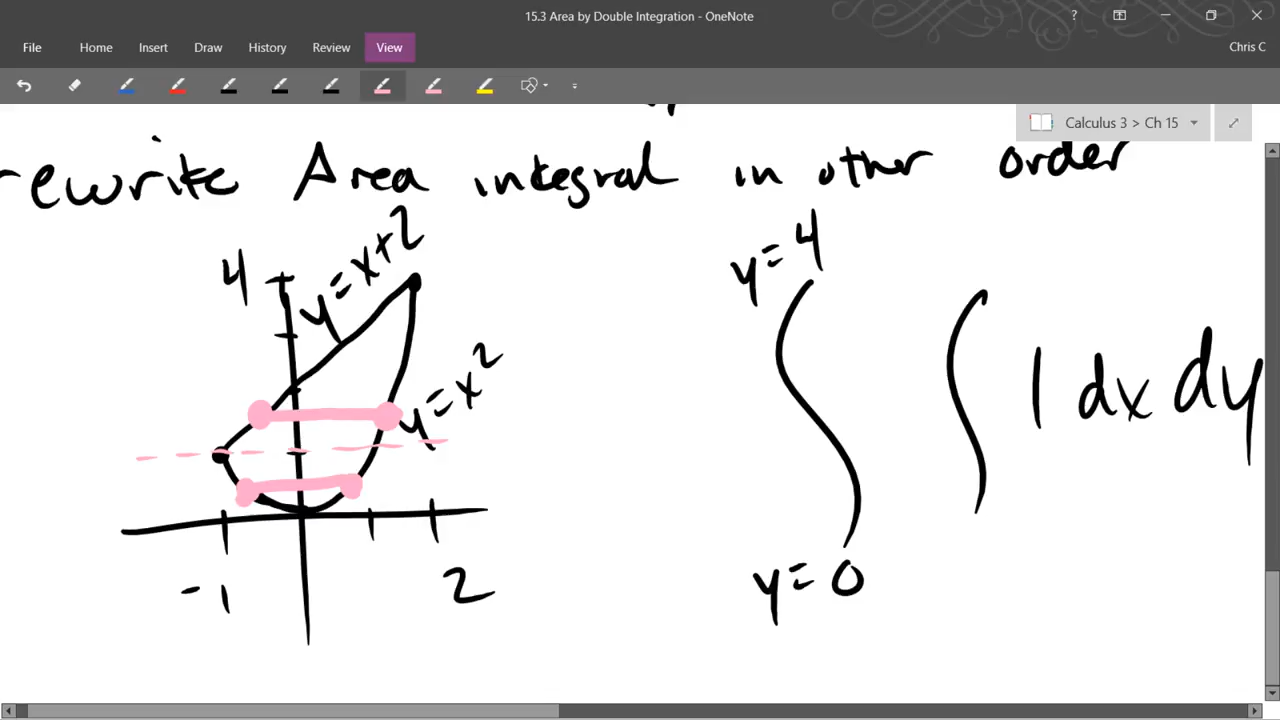 15.3 Area by Double Integration - OneNote
?
File Home Insert Draw History Review View Chris C
Calculus 3 > Ch 15
rewrite Area integral in other order
4 y=x+2 y=4
y=x² 1 dx dy
y=0
-1 2